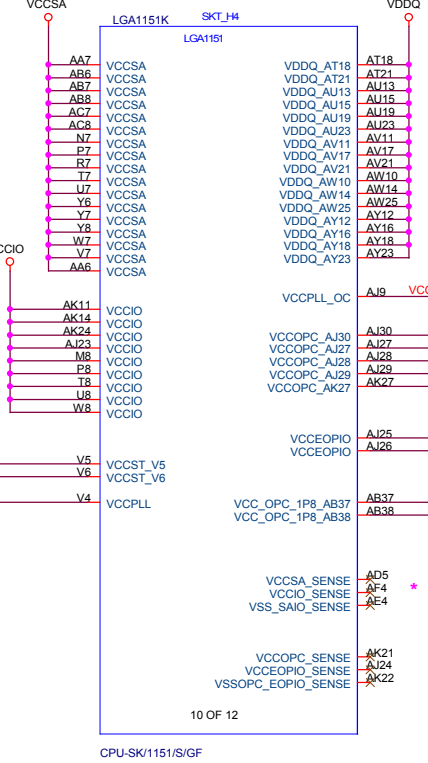 VCCSA
LGA1151K
SKT_H4
VDDQ
LGA1151
AA7 VCCSA VDDQ_AT18 AT18
AB6 VCCSA VDDQ_AT21 AT21
AB7 VCCSA VDDQ_AU13 AU13
AB8 VCCSA VDDQ_AU15 AU15
AC7 VCCSA VDDQ_AU19 AU19
AC8 VCCSA VDDQ_AU23 AU23
N7 VCCSA VDDQ_AV11 AV11
P7 VCCSA VDDQ_AV17 AV17
R7 VCCSA VDDQ_AV21 AV21
T7 VCCSA VDDQ_AW10 AW10
U7 VCCSA VDDQ_AW14 AW14
Y6 VCCSA VDDQ_AW25 AW25
Y7 VCCSA VDDQ_AY12 AY12
Y8 VCCSA VDDQ_AY16 AY16
W7 VCCSA VDDQ_AY18 AY18
V7 VCCSA VDDQ_AY23 AY23
AA6 VCCSA
CCIO
VCCPLL_OC AJ9 VCC
AK11 VCCIO
AK14 VCCIO
AK24 VCCIO VCCOPC_AJ30 AJ30
AJ23 VCCIO VCCOPC_AJ27 AJ27
M8 VCCIO VCCOPC_AJ28 AJ28
P8 VCCIO VCCOPC_AJ29 AJ29
T8 VCCIO VCCOPC_AK27 AK27
U8 VCCIO
W8 VCCIO
VCCEOPIO AJ25
VCCEOPIO AJ26
V5 VCCST_V5
V6 VCCST_V6
V4 VCCPLL VCC_OPC_1P8_AB37 AB37
VCC_OPC_1P8_AB38 AB38
VCCSA_SENSE AD5
VCCIO_SENSE AF4 *
VSS_SAIO_SENSE AE4
VCCOPC_SENSE AK21
VCCEOPIO_SENSE AJ24
VSSOPC_EOPIO_SENSE AK22
10 OF 12
CPU-SK/1151/S/GF